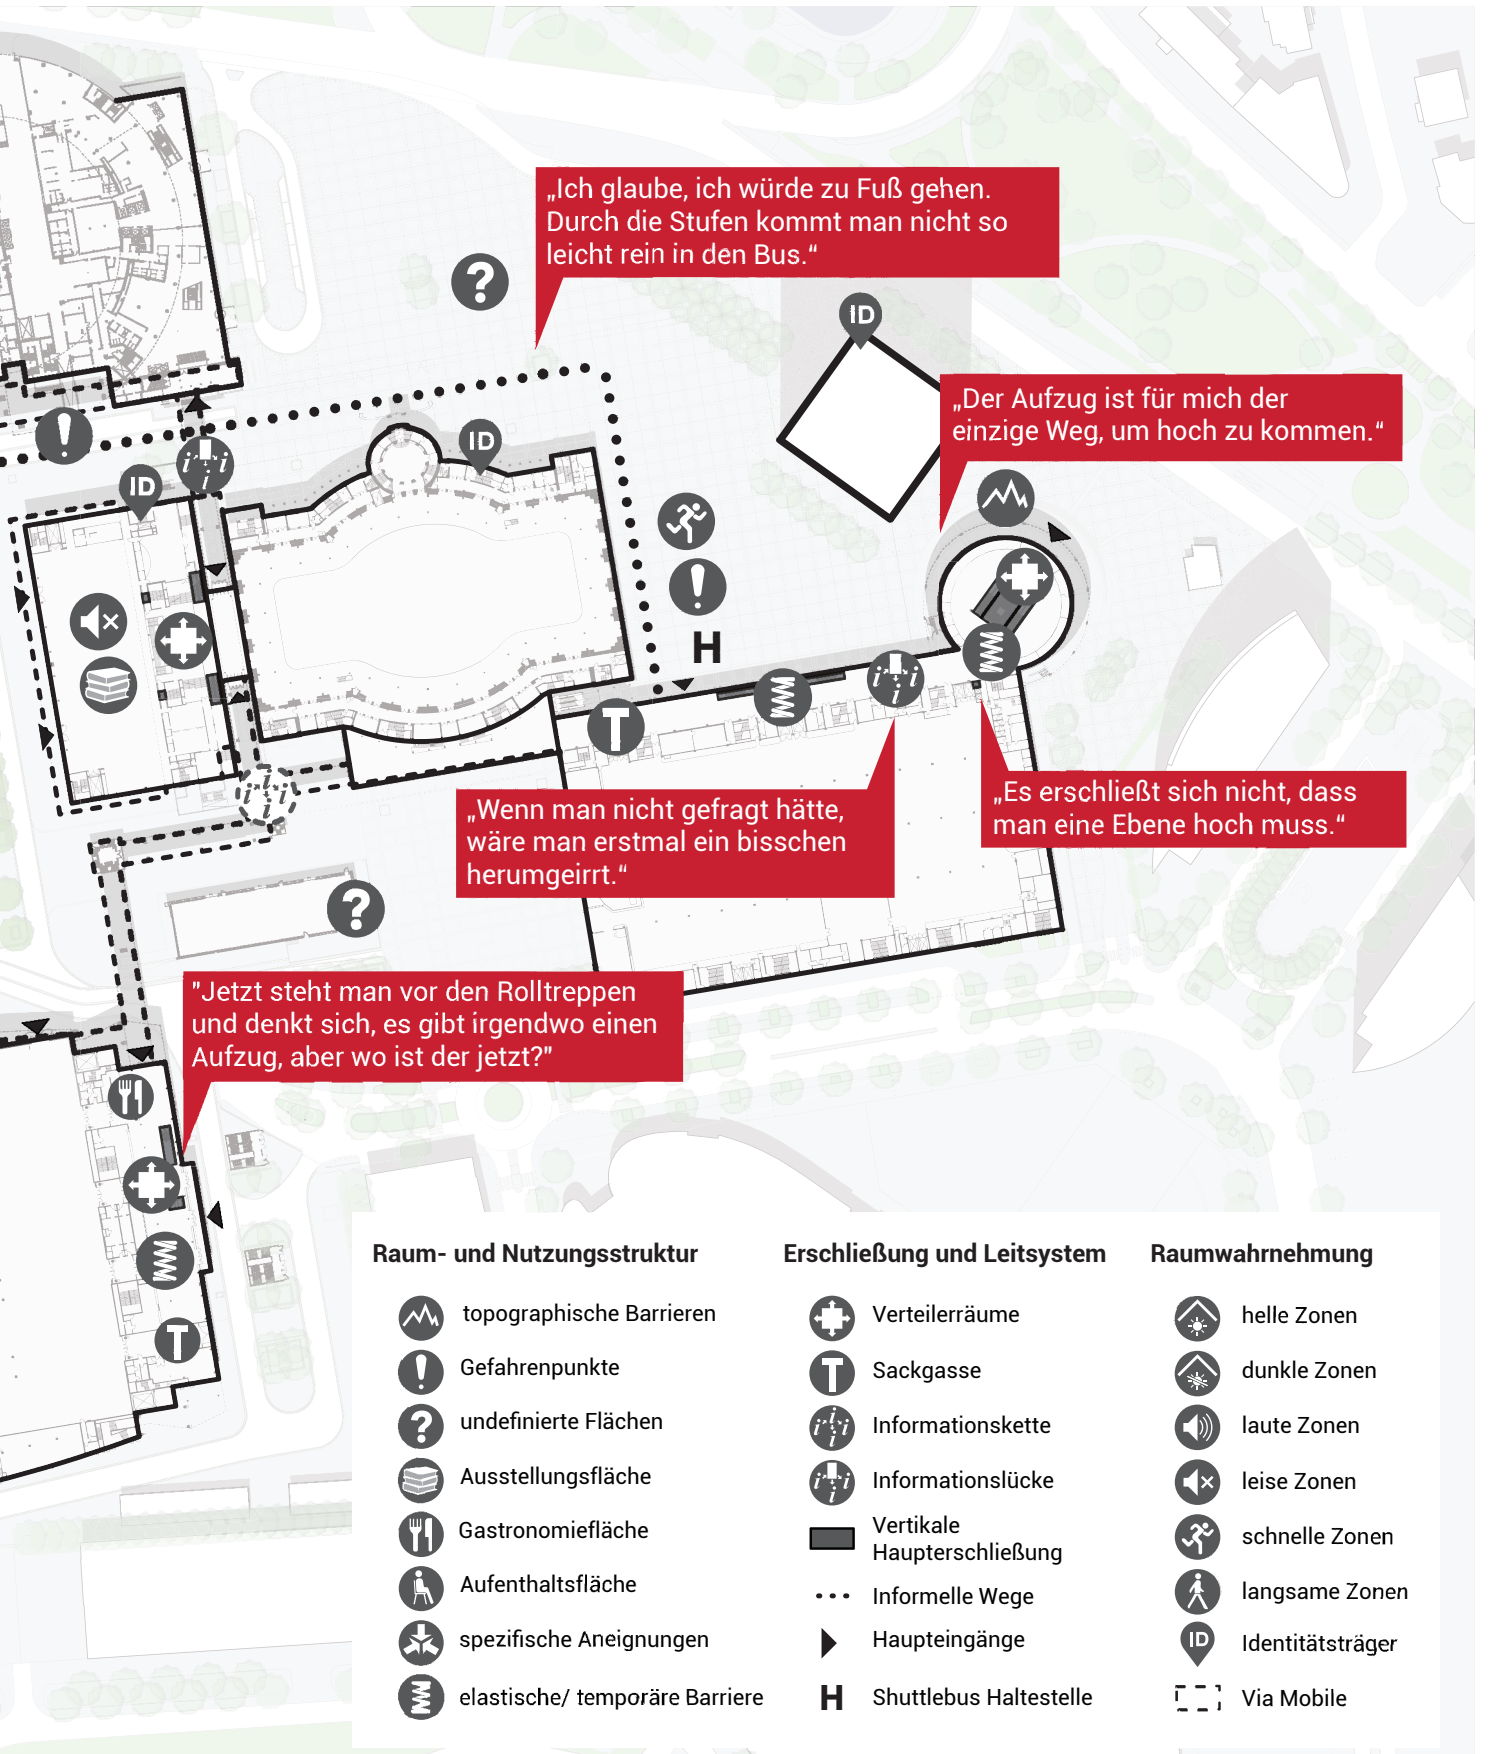 „Ich glaube, ich würde zu Fuß gehen.
Durch die Stufen kommt man nicht so
leicht rein in den Bus.“
?
ID
„Der Aufzug ist für mich der
einzige Weg, um hoch zu kommen.“
!
ID
i i
i
ID
!
H
i i
i
T
i i
i i
„Wenn man nicht gefragt hätte,
wäre man erstmal ein bisschen
herumgeirrt.“
„Es erschließt sich nicht, dass
man eine Ebene hoch muss.“
?
"Jetzt steht man vor den Rolltreppen
und denkt sich, es gibt irgendwo einen
Aufzug, aber wo ist der jetzt?"
T
Raum- und Nutzungsstruktur
topographische Barrieren
! Gefahrenpunkte
? undefinierte Flächen
Ausstellungsfläche
Gastronomiefläche
Aufenthaltsfläche
spezifische Aneignungen
elastische/ temporäre Barriere
Erschließung und Leitsystem
Verteilerräume
T Sackgasse
i i i i Informationskette
i i i Informationslücke
Vertikale
Haupterschließung
Informelle Wege
Haupteingänge
H Shuttlebus Haltestelle
Raumwahrnehmung
helle Zonen
dunkle Zonen
laute Zonen
leise Zonen
schnelle Zonen
langsame Zonen
ID Identitätsträger
Via Mobile